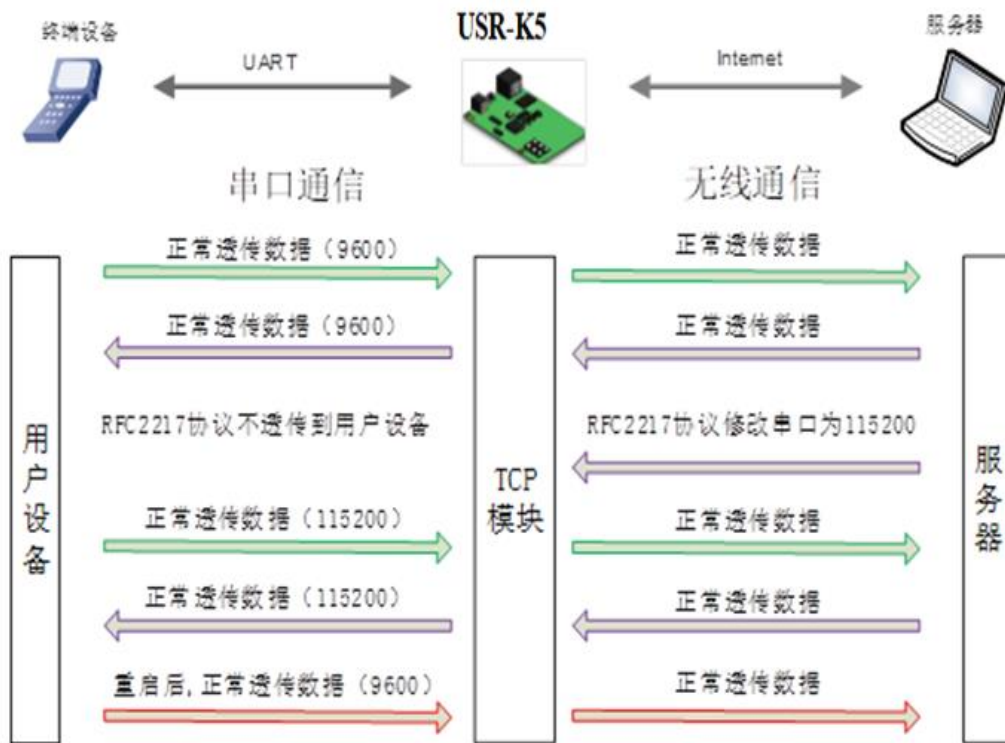 终端设备
USR-K5
服务器
UART
Internet
串口通信
无线通信
正常透传数据（9600）
正常透传数据
正常透传数据（9600）
正常透传数据
RFC2217协议不透传到用户设备
RFC2217协议修改串口为115200
用户设备
TCP
模块
服务器
正常透传数据（115200）
正常透传数据
正常透传数据（115200）
正常透传数据
重启后,正常透传数据（9600）
正常透传数据